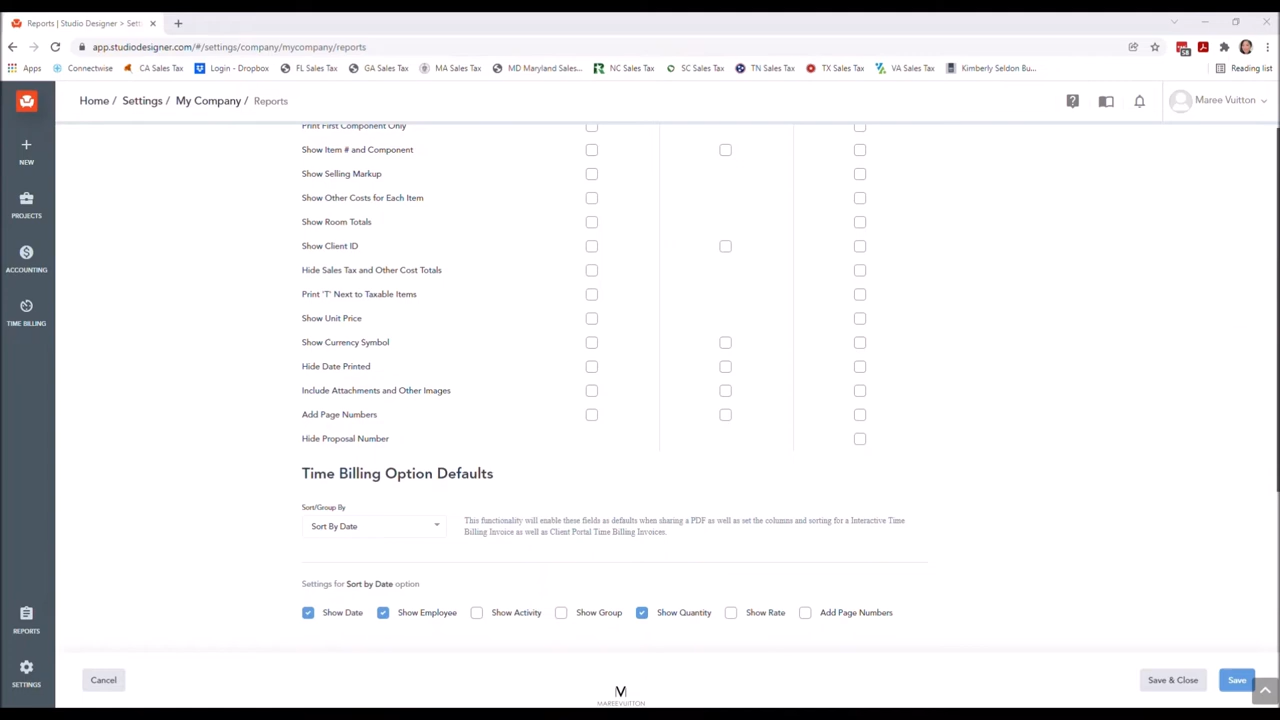 Reports | Studio Designer > Sett
app.studiodesigner.com/#/settings/company/mycompany/reports
58
Apps Connectwise CA Sales Tax Login - Dropbox FL Sales Tax GA Sales Tax MA Sales Tax MD Maryland Sales... NC Sales Tax SC Sales Tax TN Sales Tax TX Sales Tax VA Sales Tax Kimberly Seldon Bu... Reading list
Home / Settings / My Company / Reports
Maree Vuitton
NEW
PROJECTS
ACCOUNTING
TIME BILLING
REPORTS
SETTINGS
Print First Component Only
Show Item # and Component
Show Selling Markup
Show Other Costs for Each Item
Show Room Totals
Show Client ID
Hide Sales Tax and Other Cost Totals
Print 'T' Next to Taxable Items
Show Unit Price
Show Currency Symbol
Hide Date Printed
Include Attachments and Other Images
Add Page Numbers
Hide Proposal Number
Time Billing Option Defaults
Sort/Group By
Sort By Date
This functionality will enable these fields as defaults when sharing a PDF as well as set the columns and sorting for a Interactive Time
Billing Invoice as well as Client Portal Time Billing Invoices.
Settings for Sort by Date option
Show Date Show Employee Show Activity Show Group Show Quantity Show Rate Add Page Numbers
Cancel
Save & Close
Save
M
MAREEVUITTON